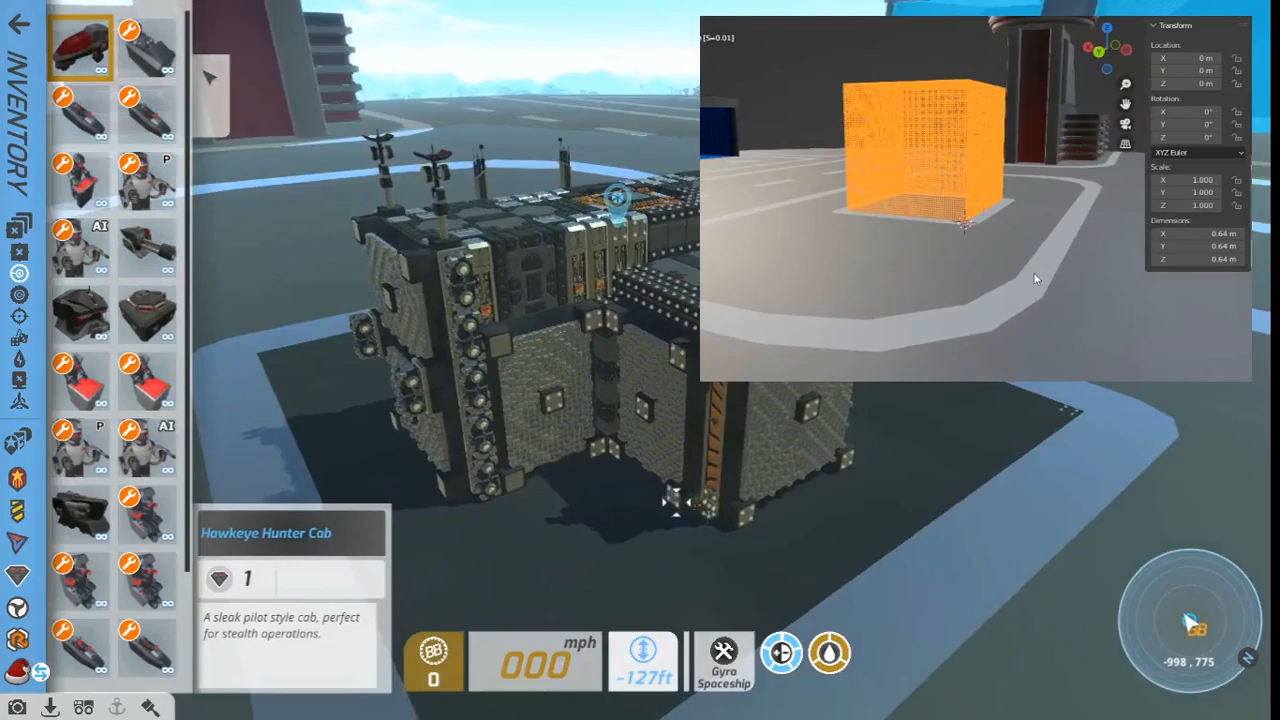 INVENTORY
P
AI
P
AI
Hawkeye Hunter Cab
1
A sleak pilot style cab, perfect
for stealth operations.
BB
0
000 mph
-127ft
Gyro
Spaceship
-998 , 775
[S=0.01]
Transform
Location:
X 0 m
Y 0 m
Z 0 m
Rotation:
X 0°
Y 0°
Z 0°
XYZ Euler
Scale:
X 1.000
Y 1.000
Z 1.000
Dimensions:
X 0.64 m
Y 0.64 m
Z 0.64 m